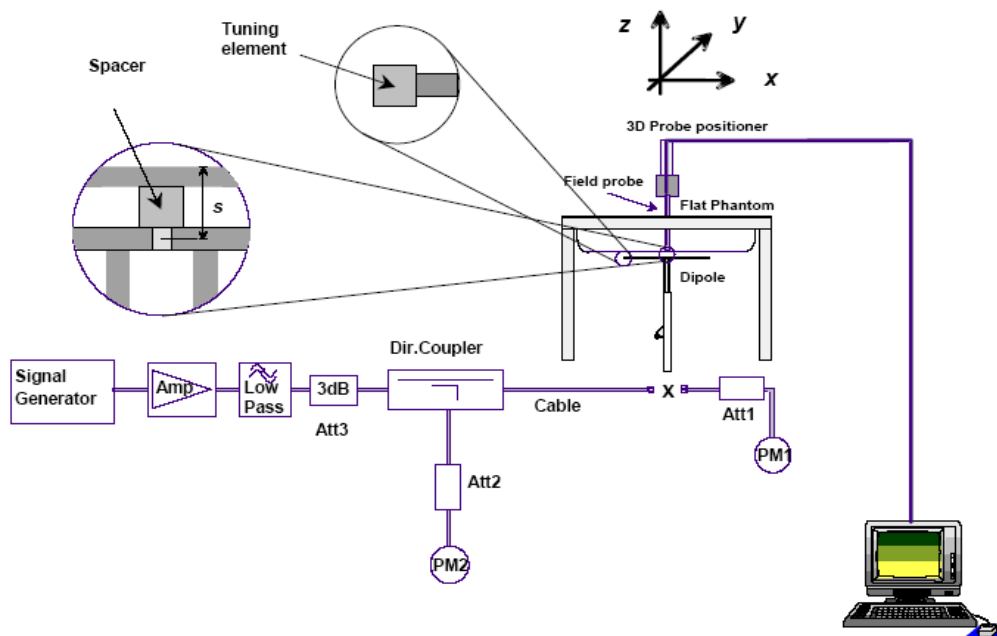 Tuning
element
Spacer
z
y
x
3D Probe positioner
Field probe
Flat Phantom
s
Dipole
Dir.Coupler
Signal
Generator
Amp
Low
Pass
3dB
Att3
Cable
X
Att1
PM1
Att2
PM2